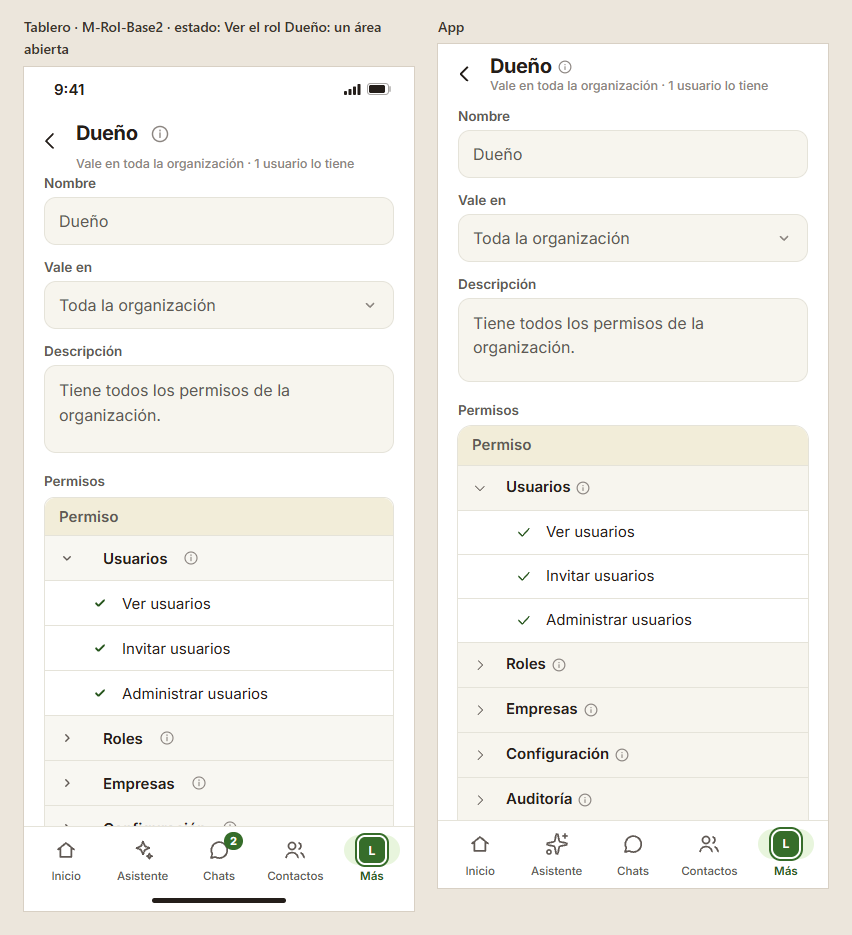 Tablero · M-Rol-Base2 · estado: Ver el rol Dueño: un área
abierta
9:41
Dueño
Vale en toda la organización · 1 usuario lo tiene
Nombre
Dueño
Vale en
Toda la organización
Descripción
Tiene todos los permisos de la
organización.
Permisos
Permiso
Usuarios
Ver usuarios
Invitar usuarios
Administrar usuarios
Roles
Empresas
Configuración
2
L
Inicio
Asistente
Chats
Contactos
Más
App
Dueño
Vale en toda la organización · 1 usuario lo tiene
Nombre
Dueño
Vale en
Toda la organización
Descripción
Tiene todos los permisos de la
organización.
Permisos
Permiso
Usuarios
Ver usuarios
Invitar usuarios
Administrar usuarios
Roles
Empresas
Configuración
Auditoría
L
Inicio
Asistente
Chats
Contactos
Más